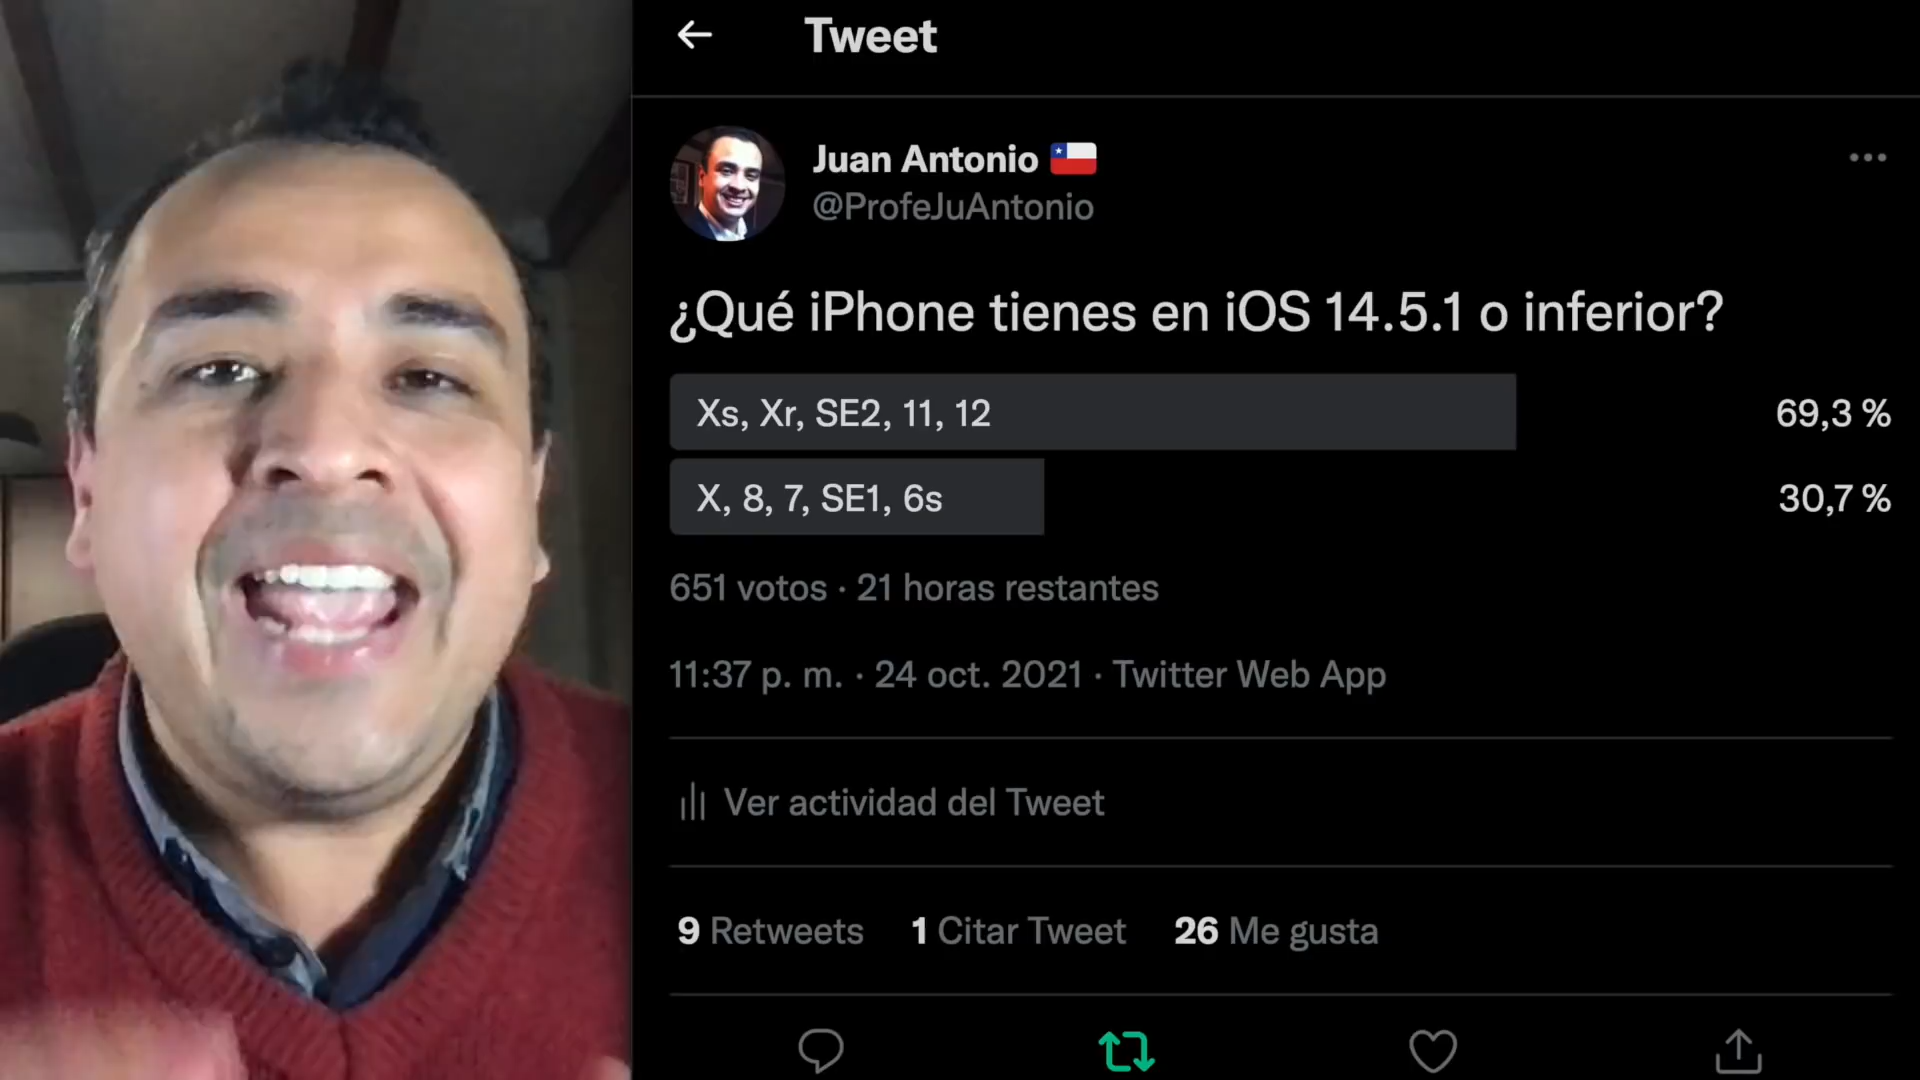 Tweet
Juan Antonio 🇨🇱
@ProfeJuAntonio
¿Qué iPhone tienes en iOS 14.5.1 o inferior?
Xs, Xr, SE2, 11, 12
69,3 %
X, 8, 7, SE1, 6s
30,7 %
651 votos · 21 horas restantes
11:37 p. m. · 24 oct. 2021 · Twitter Web App
Ver actividad del Tweet
9 Retweets 1 Citar Tweet 26 Me gusta